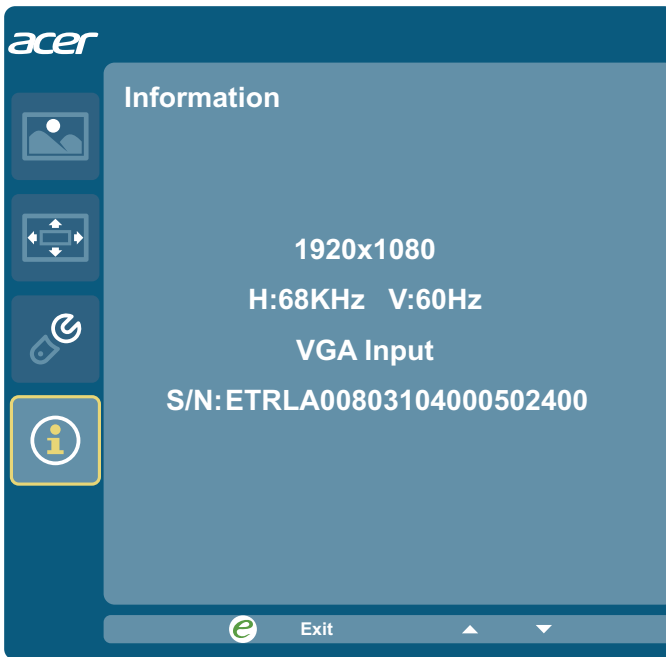 acer
Information
1920x1080
H:68KHz V:60Hz
VGA Input
S/N:ETRLA00803104000502400
e Exit